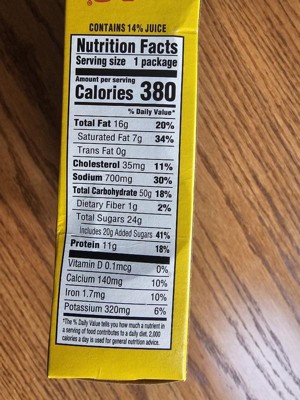 CONTAINS 14% JUICE
Nutrition Facts
Serving size 1 package
Amount per serving
Calories 380
% Daily Value*
Total Fat 16g 20%
Saturated Fat 7g 34%
Trans Fat 0g
Cholesterol 35mg 11%
Sodium 700mg 30%
Total Carbohydrate 50g 18%
Dietary Fiber 1g 2%
Total Sugars 24g
Includes 20g Added Sugars 41%
Protein 11g 18%
Vitamin D 0.1mcg 0%
Calcium 140mg 10%
Iron 1.7mg 10%
Potassium 320mg 6%
*The % Daily Value tells you how much a nutrient in
a serving of food contributes to a daily diet. 2,000
calories a day is used for general nutrition advice.